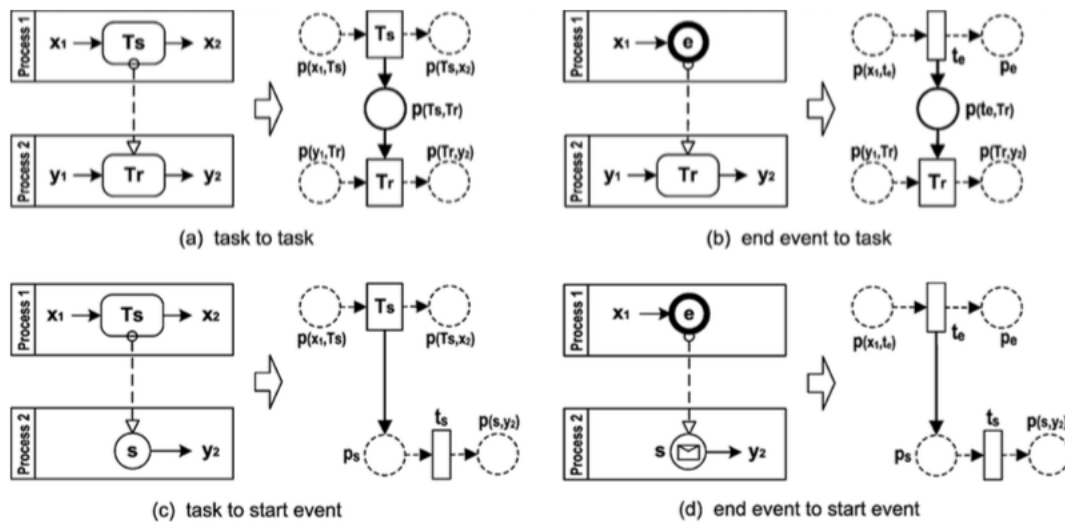 Process 1
x1
Ts
x2
Process 2
y1
Tr
y2
Ts
p(x1,Ts)
p(Ts,x2)
p(Ts,Tr)
p(y1,Tr)
p(Tr,y2)
Tr
(a) task to task
Process 1
x1
e
Process 2
y1
Tr
y2
p(x1,te)
te
pe
p(te,Tr)
p(y1,Tr)
p(Tr,y2)
Tr
(b) end event to task
Process 1
x1
Ts
x2
Process 2
s
y2
Ts
p(x1,Ts)
p(Ts,x2)
ts
p(s,y2)
ps
(c) task to start event
Process 1
x1
e
Process 2
s
y2
p(x1,te)
te
pe
ts
p(s,y2)
ps
(d) end event to start event